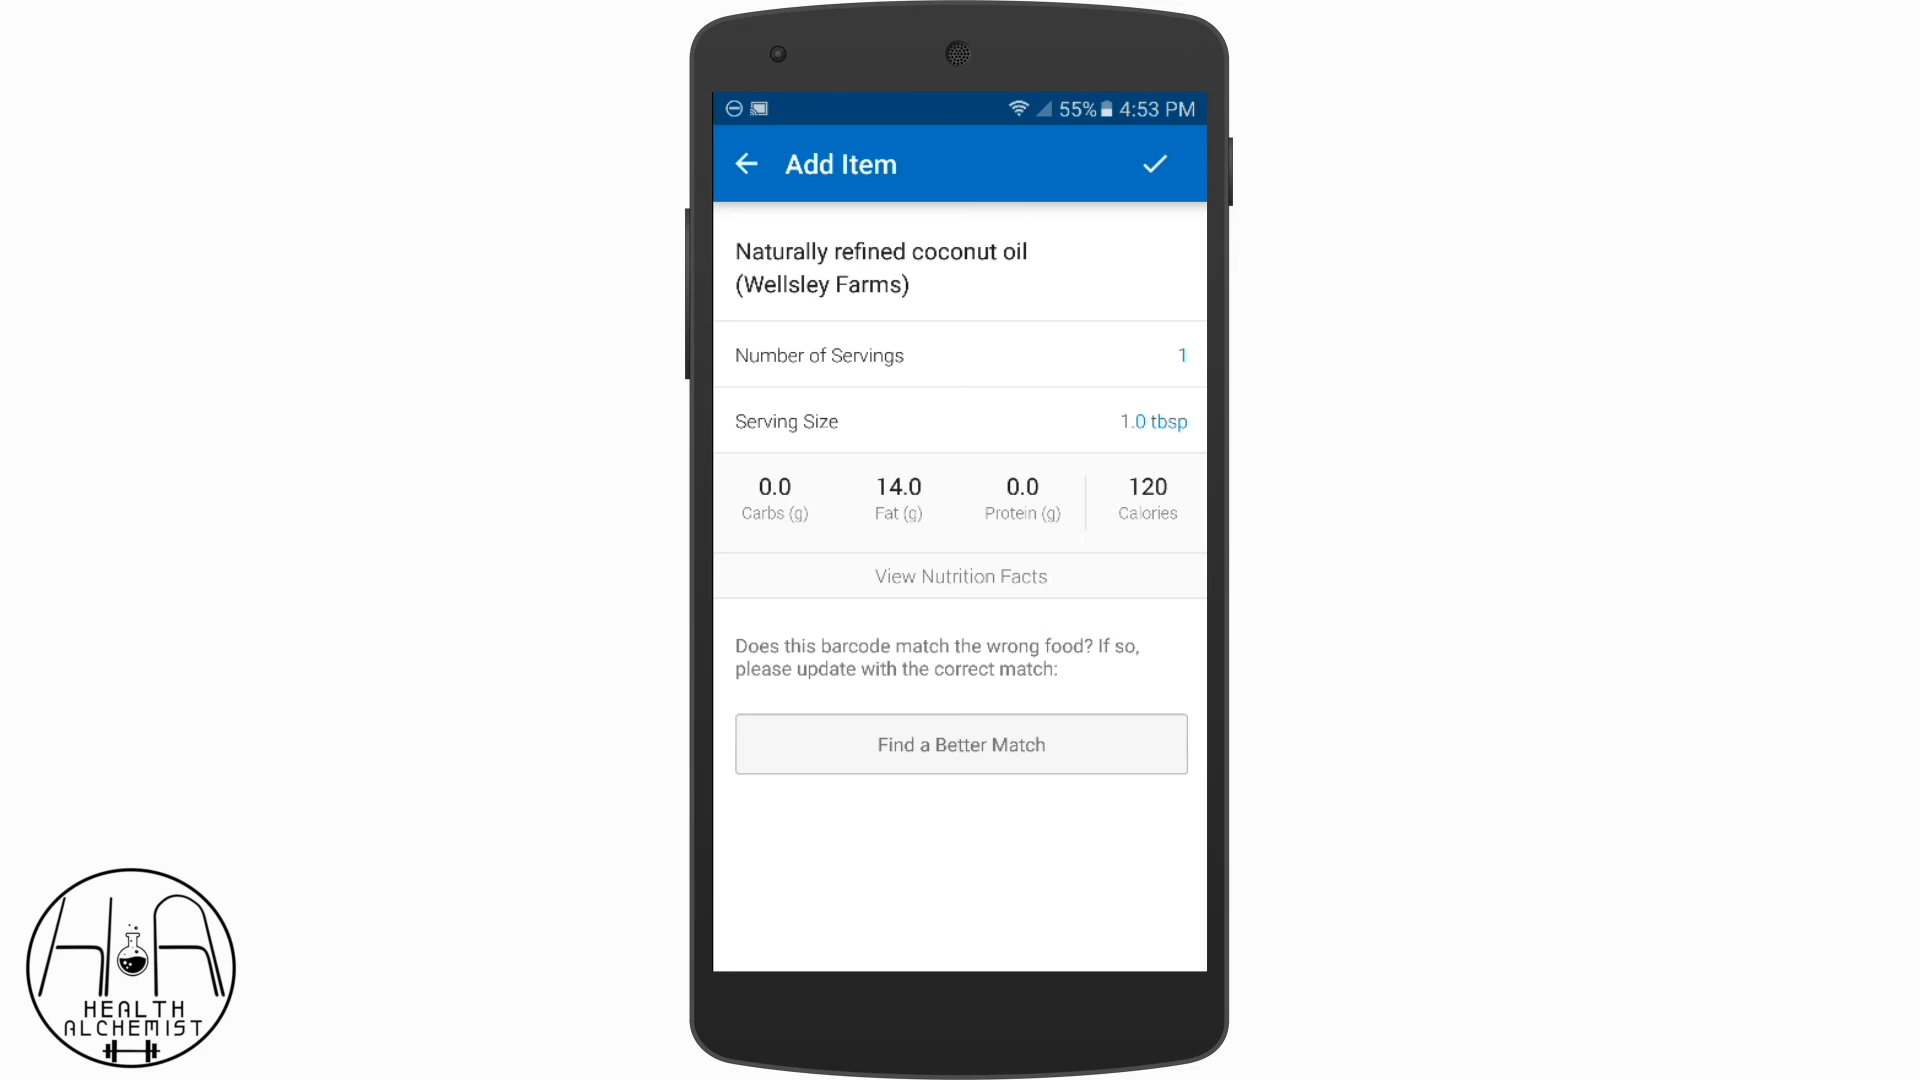 55% 4:53 PM
Add Item
Naturally refined coconut oil
(Wellsley Farms)
Number of Servings 1
Serving Size 1.0 tbsp
0.0 14.0 0.0 120
Carbs (g) Fat (g) Protein (g) Calories
View Nutrition Facts
Does this barcode match the wrong food? If so,
please update with the correct match:
Find a Better Match
HA
HEALTH
ALCHEMIST